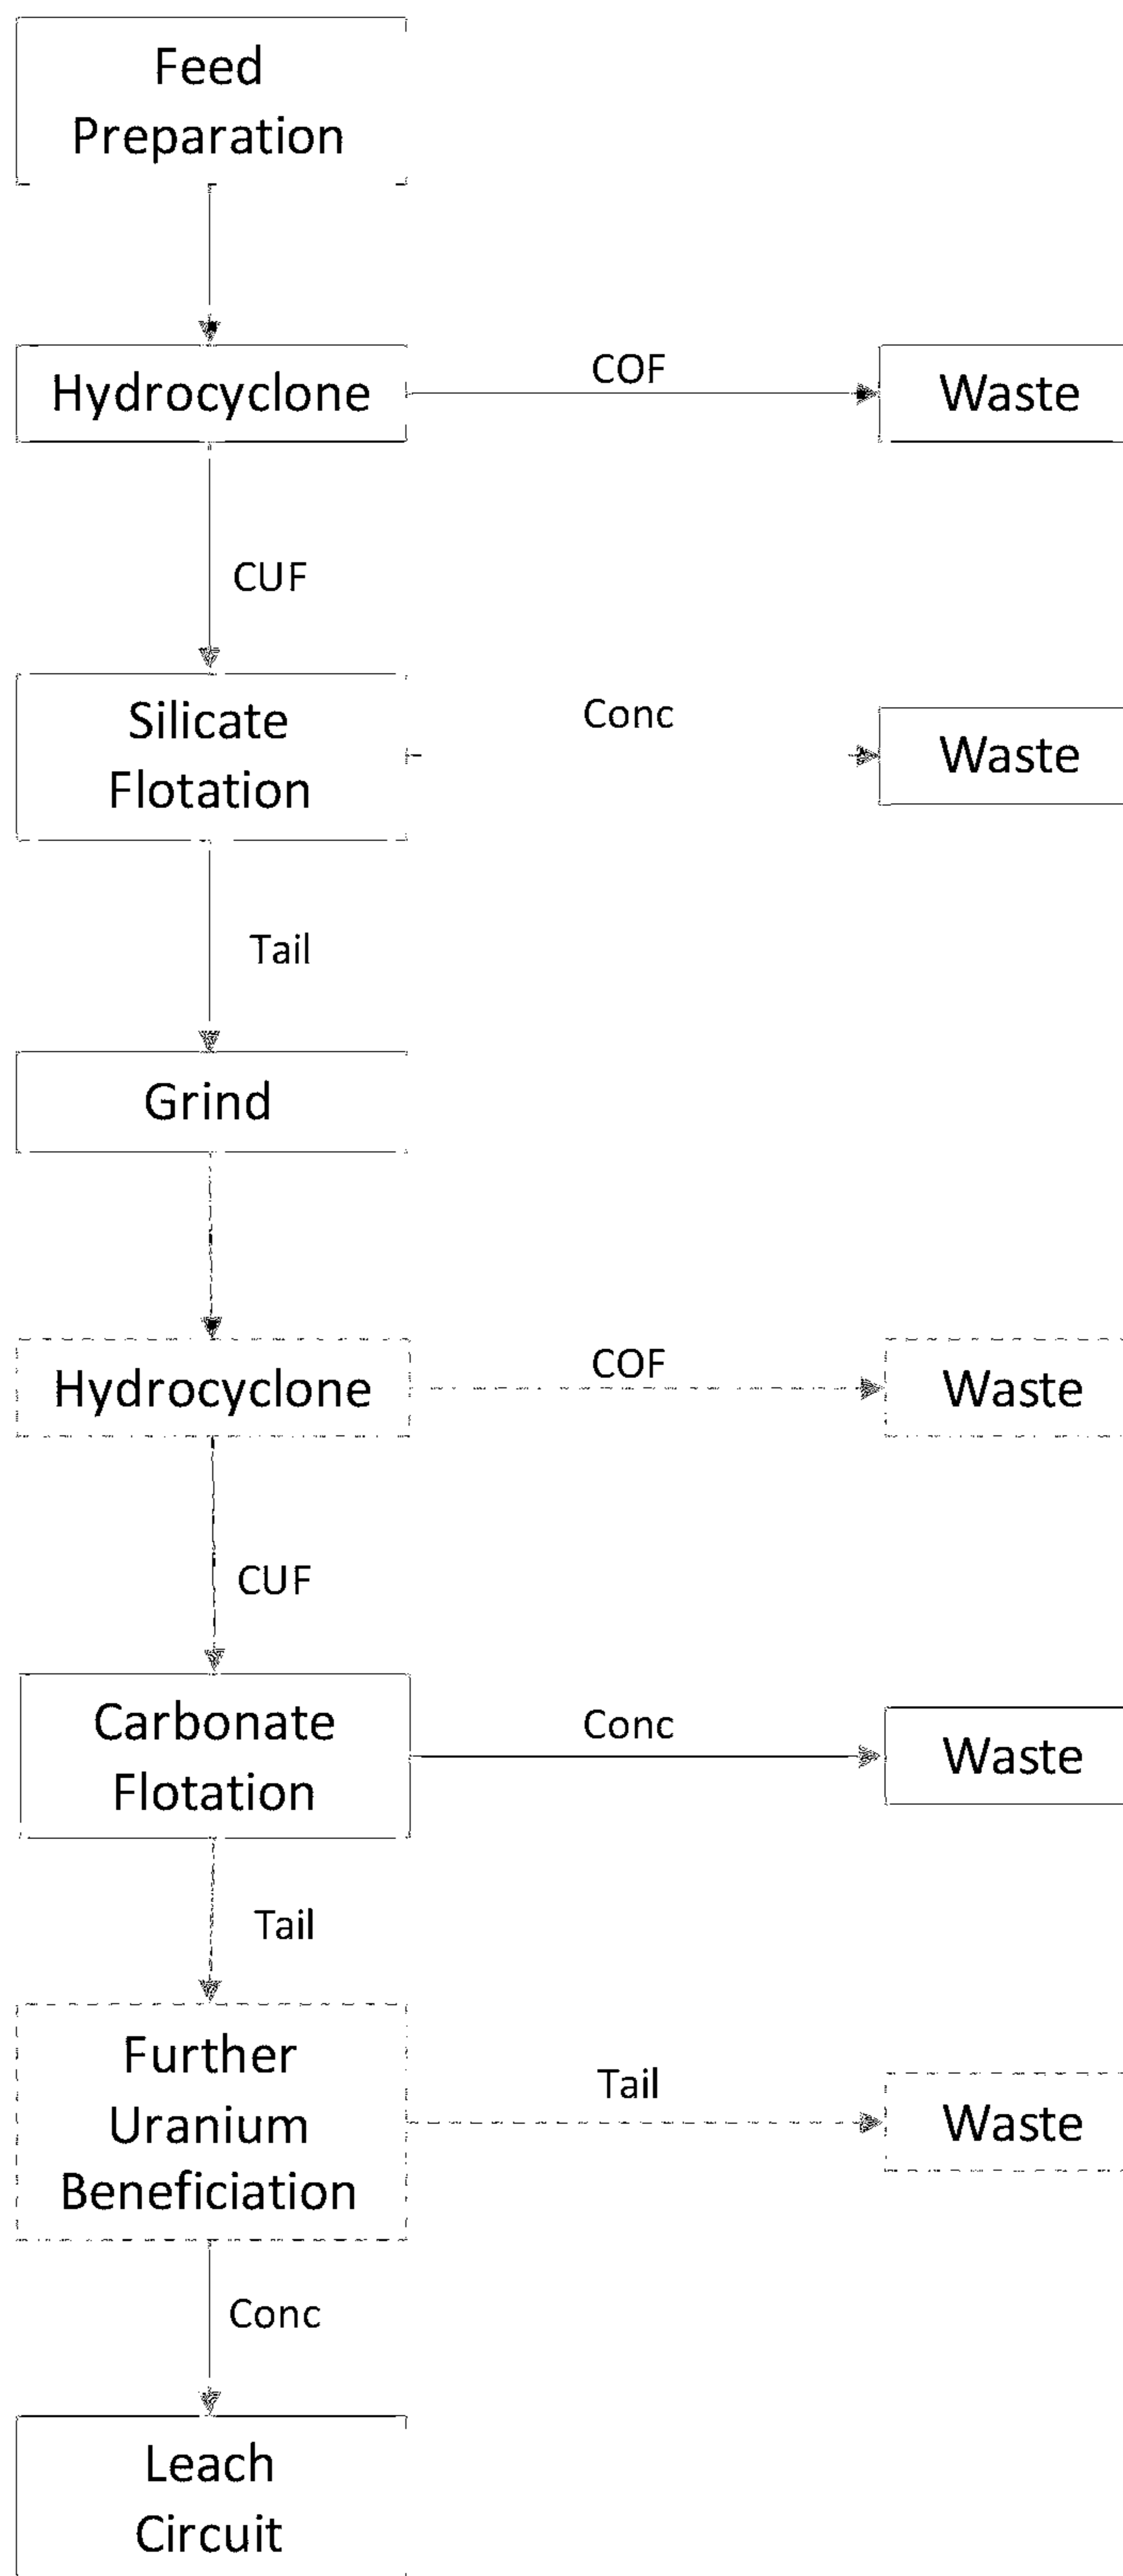 Feed
Preparation
Hydrocyclone
COF
Waste
CUF
Silicate
Flotation
Conc
Waste
Tail
Grind
Hydrocyclone
COF
Waste
CUF
Carbonate
Flotation
Conc
Waste
Tail
Further
Uranium
Beneficiation
Tail
Waste
Conc
Leach
Circuit